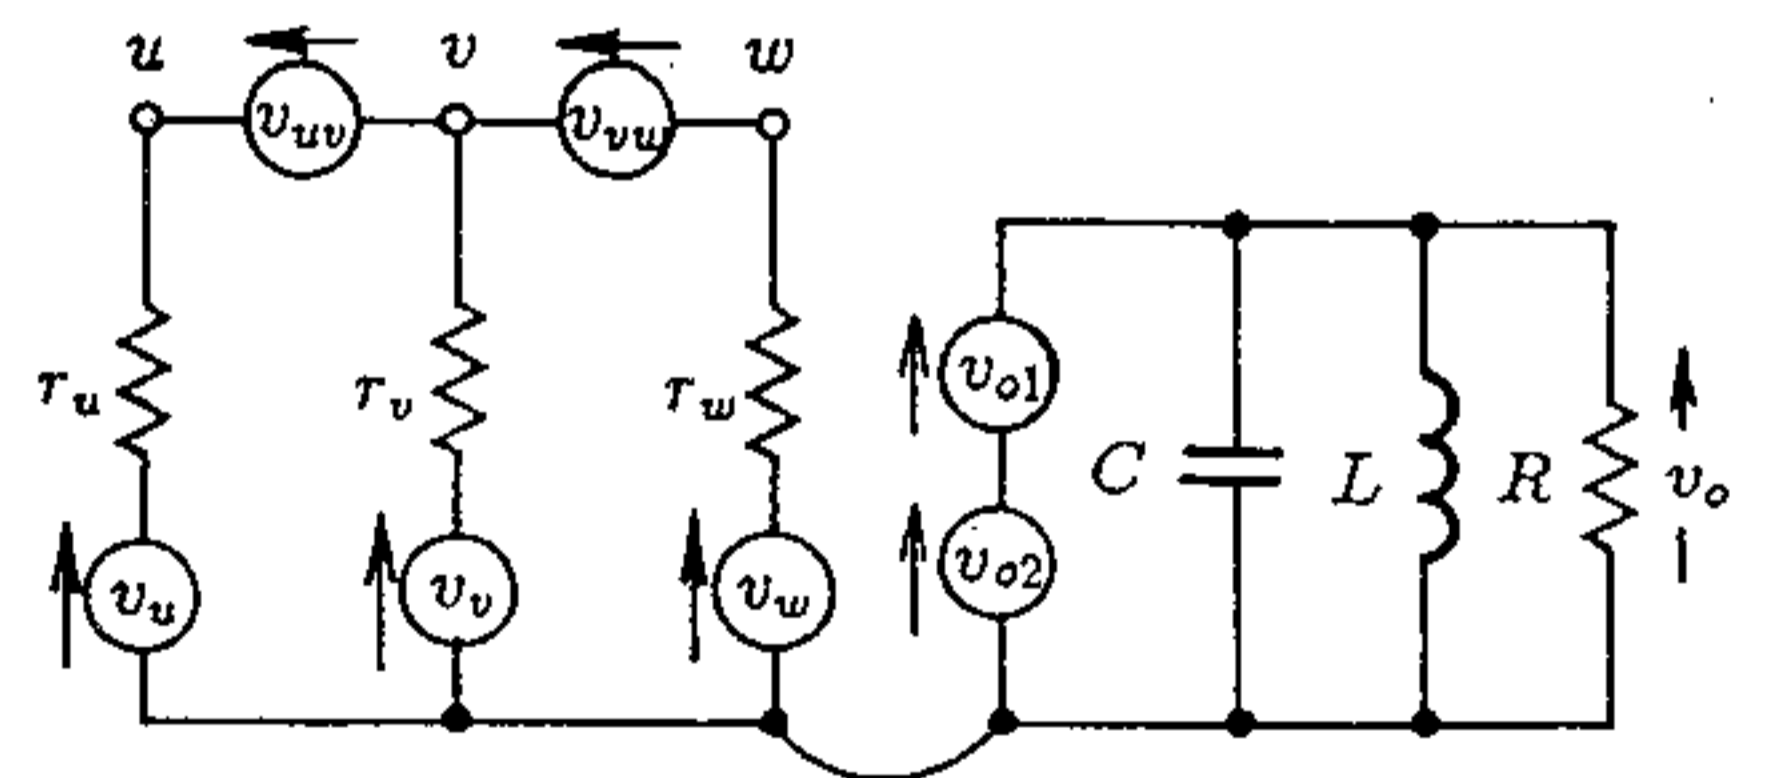 u v w
v_uv v_vw
r_u r_v r_w
v_u v_v v_w
v_o1
v_o2
C L R v_o